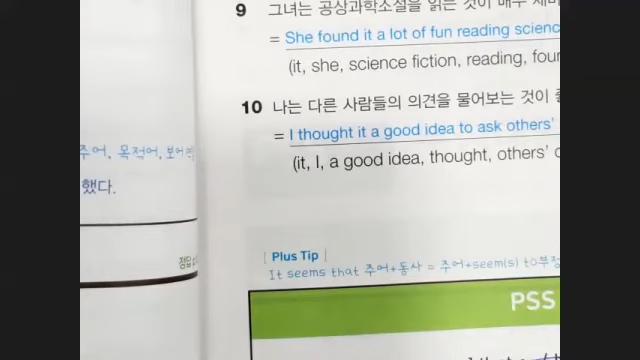 9 그녀는 공상과학소설을 읽는 것이 매우
= She found it a lot of fun reading
(it, she, science fiction, reading,
10 나는 다른 사람들의 의견을 물어보는 것이
= I thought it a good idea to ask others'
(it, I, a good idea, thought, others'
주어, 목적어, 보어
했다.
정답
Plus Tip
It seems that 주어+동사 = 주어+seem(s) to부정
PSS